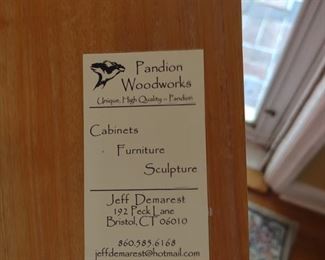 Pandion
Woodworks
Unique, High Quality - Pandion
Cabinets
Furniture
Sculpture
Jeff Demarest
192 Peck Lane
Bristol, CT 06010
860.585.6168
jeffdemarest@hotmail.com